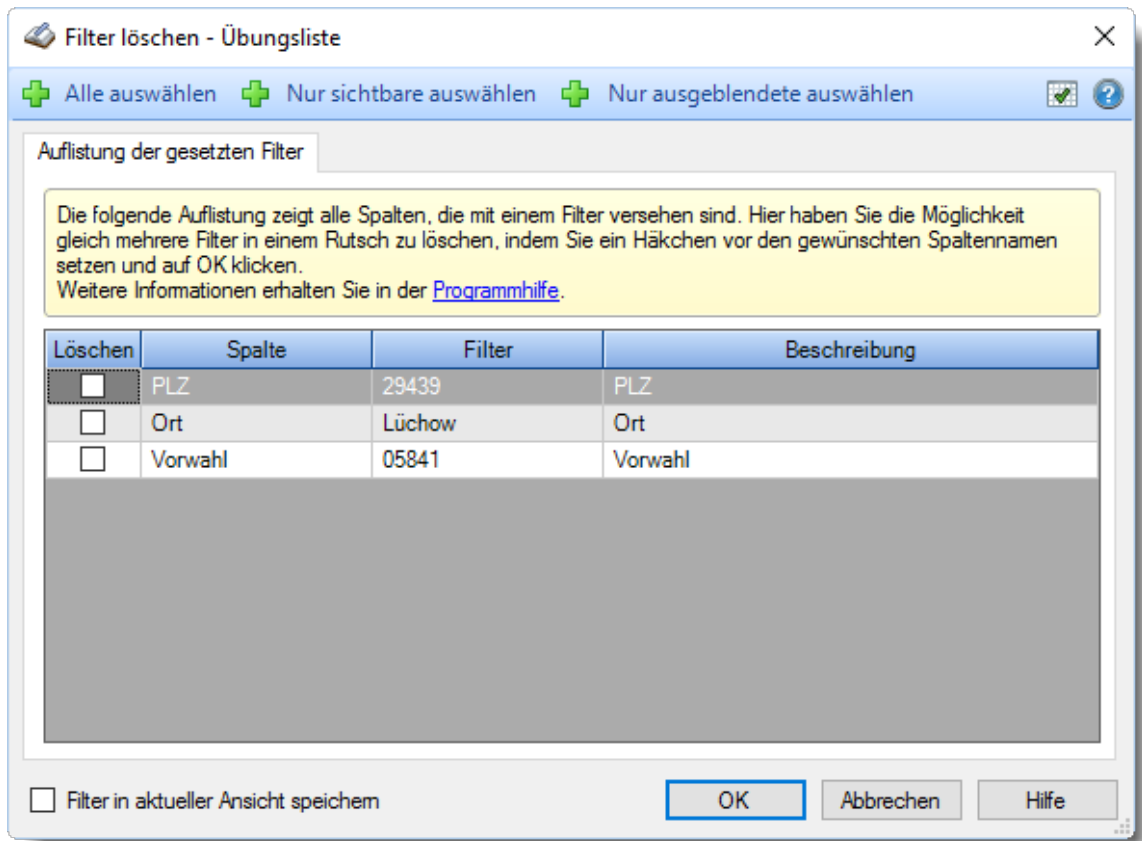 Filter löschen - Übungsliste
Alle auswählen Nur sichtbare auswählen Nur ausgeblendete auswählen
Auflistung der gesetzten Filter
Die folgende Auflistung zeigt alle Spalten, die mit einem Filter versehen sind. Hier haben Sie die Möglichkeit
gleich mehrere Filter in einem Rutsch zu löschen, indem Sie ein Häkchen vor den gewünschten Spaltennamen
setzen und auf OK klicken.
Weitere Informationen erhalten Sie in der Programmhilfe.
Löschen Spalte Filter Beschreibung
PLZ 29439 PLZ
Ort Lüchow Ort
Vorwahl 05841 Vorwahl
Filter in aktueller Ansicht speichern OK Abbrechen Hilfe